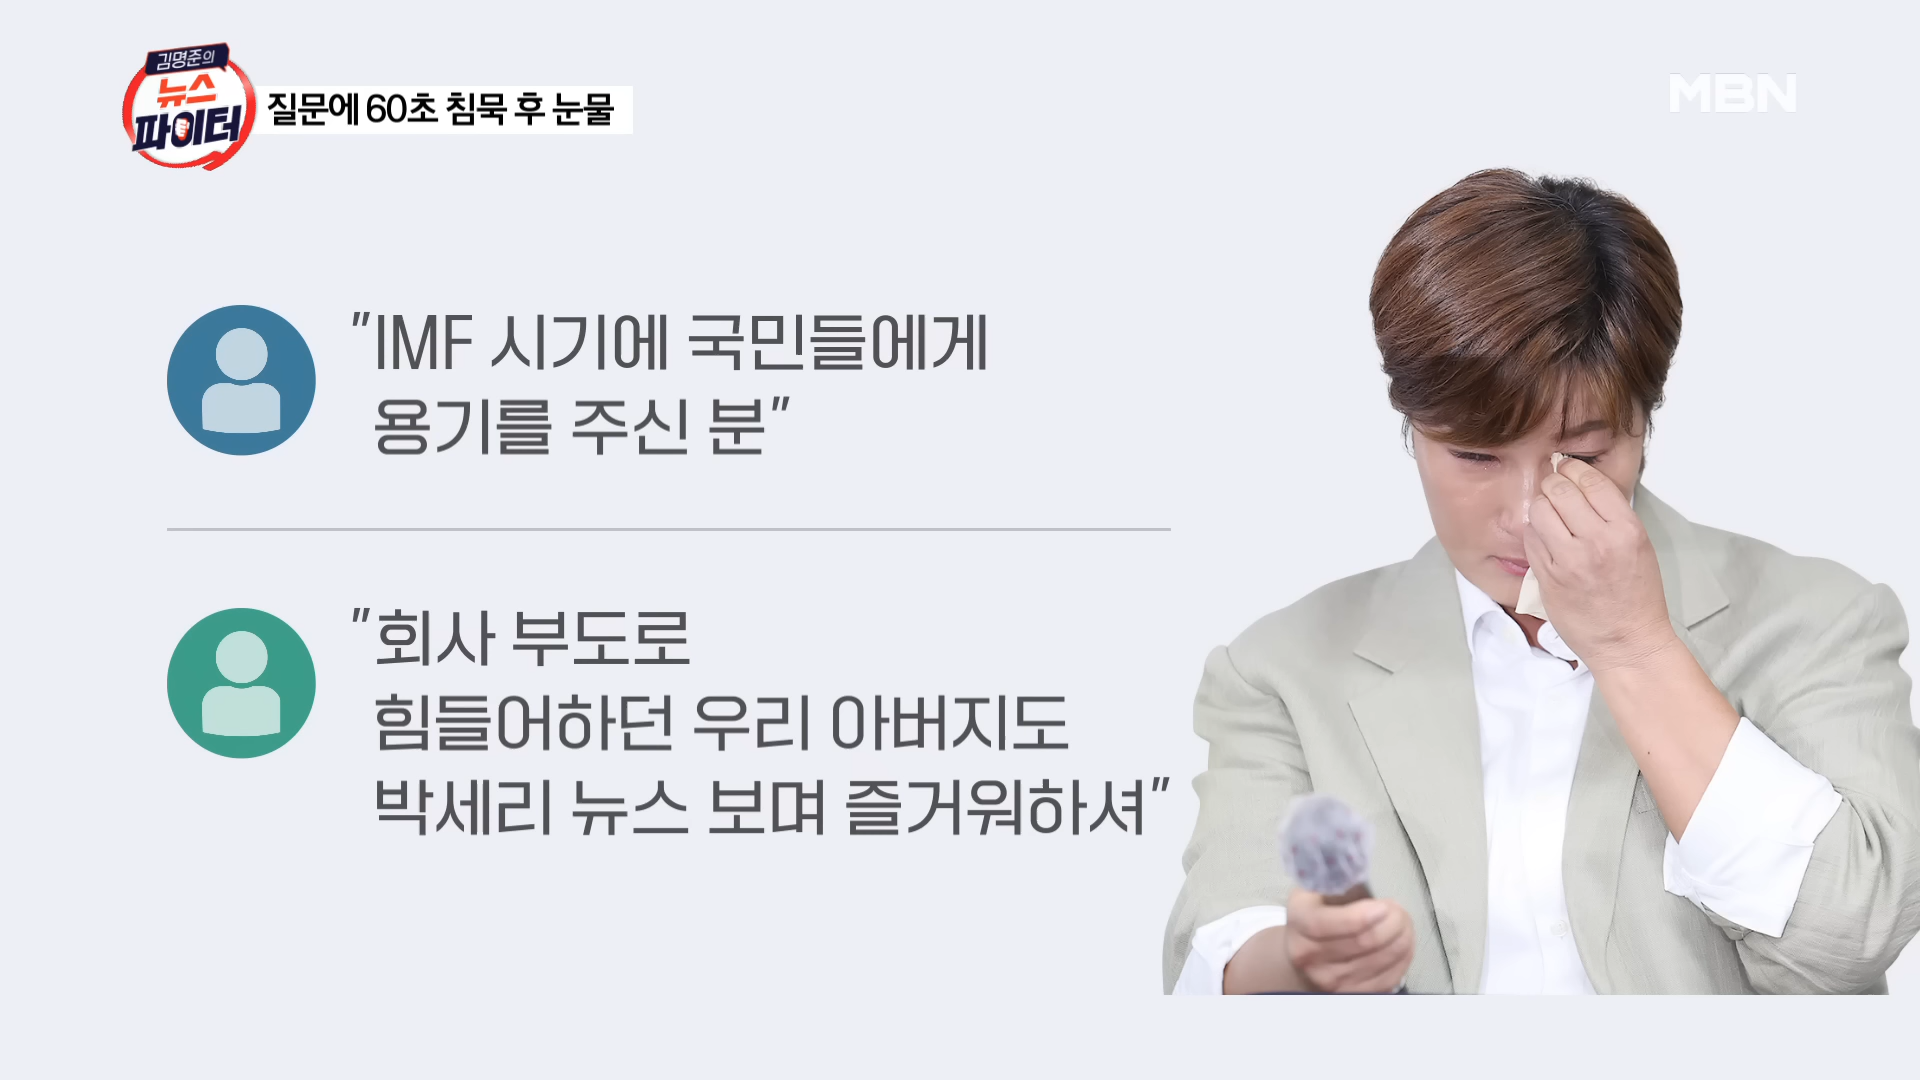 김명준의
뉴스
파이터
질문에 60초 침묵 후 눈물
MBN
"IMF 시기에 국민들에게
용기를 주신 분"
"회사 부도로
힘들어하던 우리 아버지도
박세리 뉴스 보며 즐거워하셔"